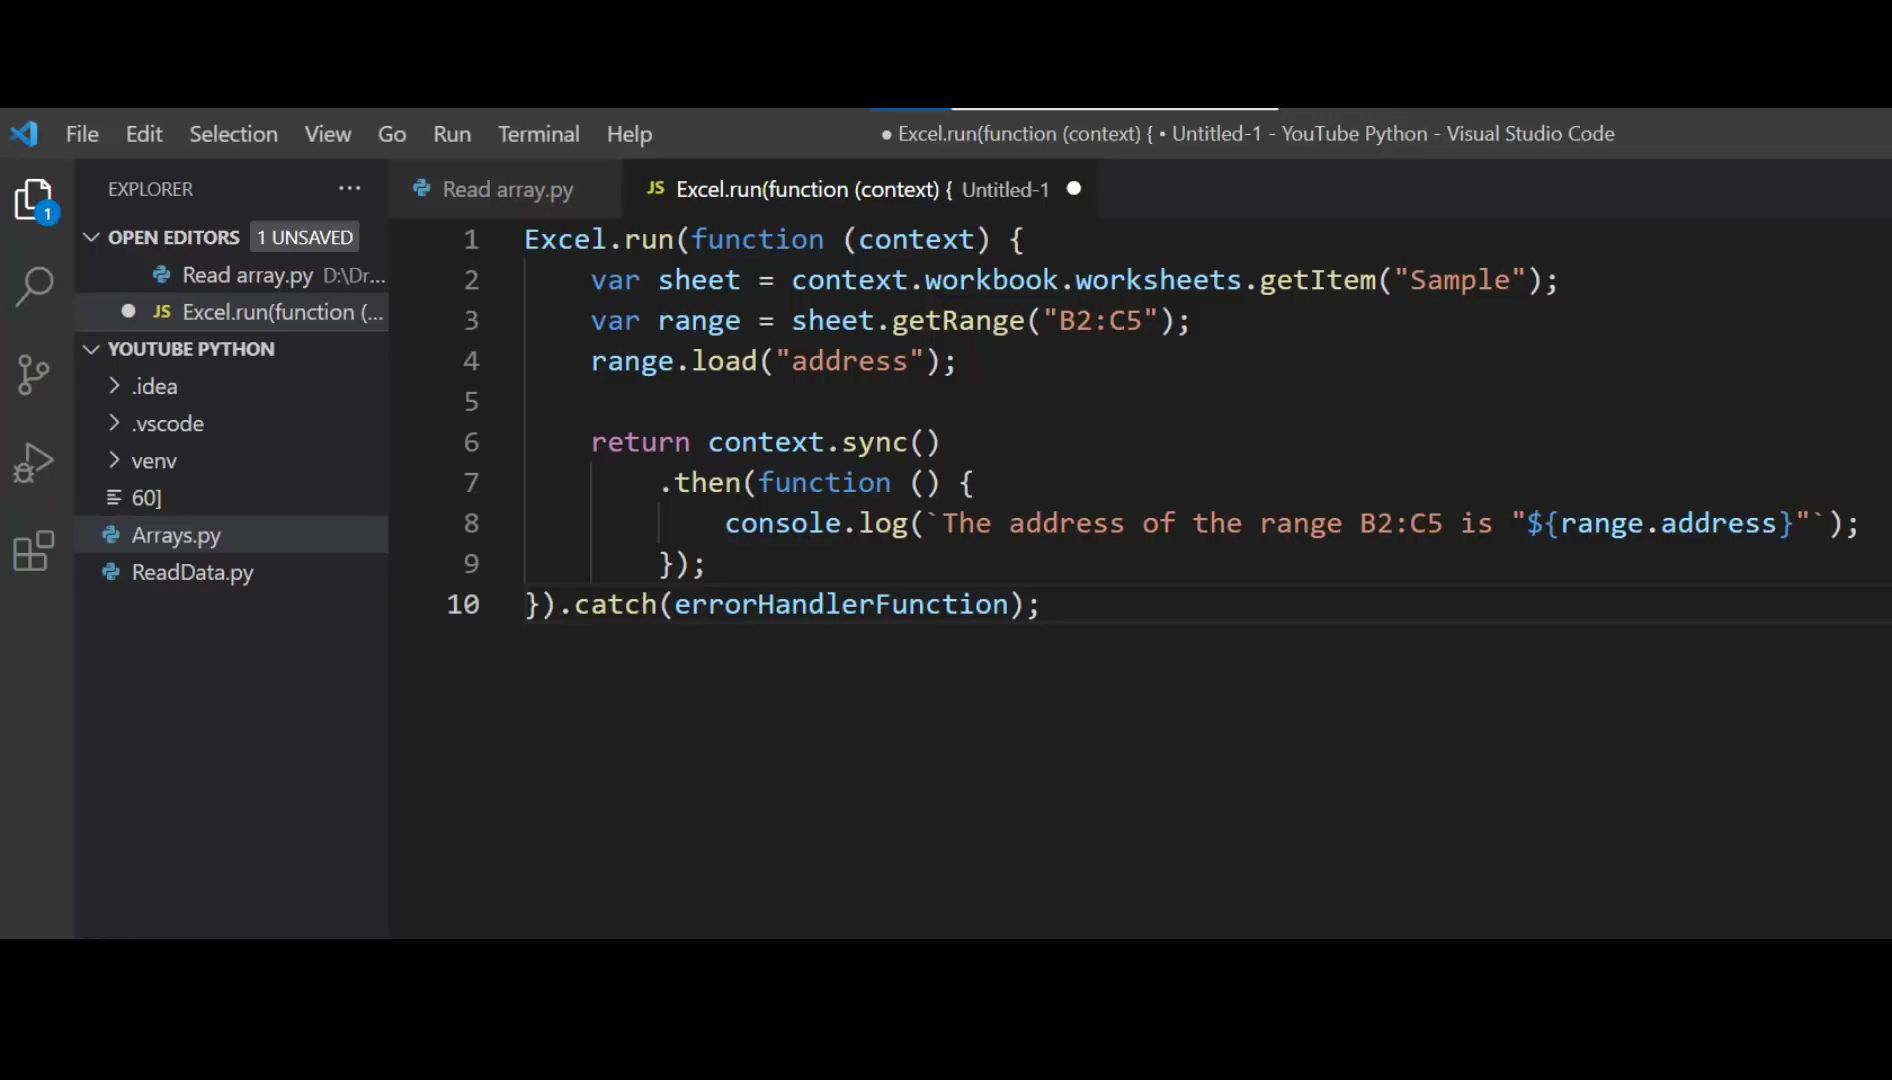 File Edit Selection View Go Run Terminal Help ● Excel.run(function (context) { • Untitled-1 - YouTube Python - Visual Studio Code
EXPLORER ···
Read array.py
JS Excel.run(function (context) { Untitled-1 ●
1
OPEN EDITORS 1 UNSAVED
Read array.py D:\Dr...
● JS Excel.run(function (...
YOUTUBE PYTHON
> .idea
> .vscode
> venv
60]
Arrays.py
ReadData.py
1 Excel.run(function (context) {
2 var sheet = context.workbook.worksheets.getItem("Sample");
3 var range = sheet.getRange("B2:C5");
4 range.load("address");
5
6 return context.sync()
7 .then(function () {
8 console.log(`The address of the range B2:C5 is "${range.address}"`);
9 });
10 }).catch(errorHandlerFunction);